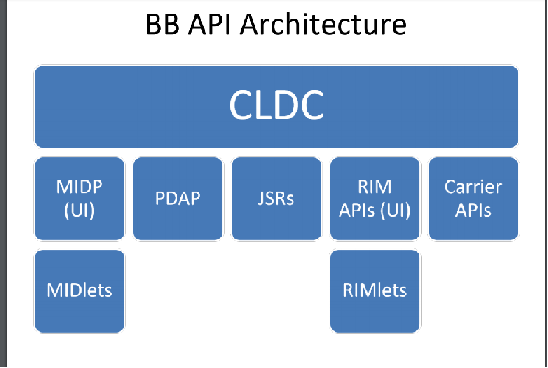 BB API Architecture
CLDC
MIDP
(UI)
PDAP
JSRs
RIM
APIs (UI)
Carrier
APIs
MIDlets
RIMlets